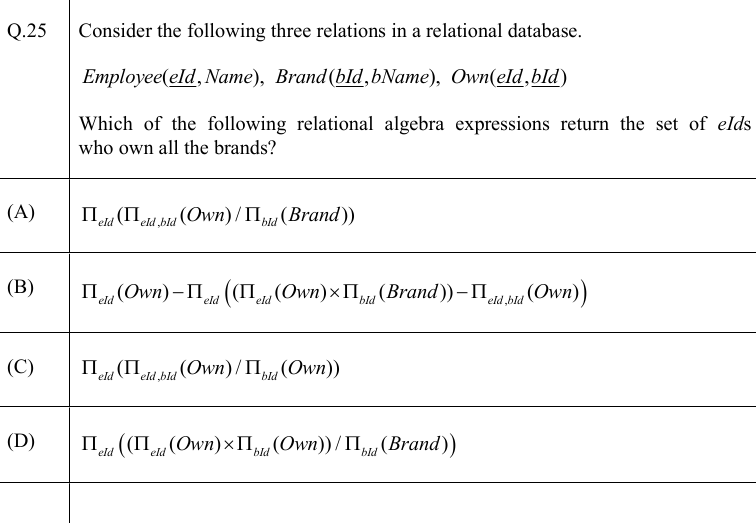 Q.25 Consider the following three relations in a relational database.
Employee(eId, Name), Brand(bId, bName), Own(eId, bId)
Which of the following relational algebra expressions return the set of eIds
who own all the brands?
(A) Π_eId(Π_eId,bId(Own) / Π_bId(Brand))
(B) Π_eId(Own) − Π_eId((Π_eId(Own) × Π_bId(Brand)) − Π_eId,bId(Own))
(C) Π_eId(Π_eId,bId(Own) / Π_bId(Own))
(D) Π_eId((Π_eId(Own) × Π_bId(Own)) / Π_bId(Brand))